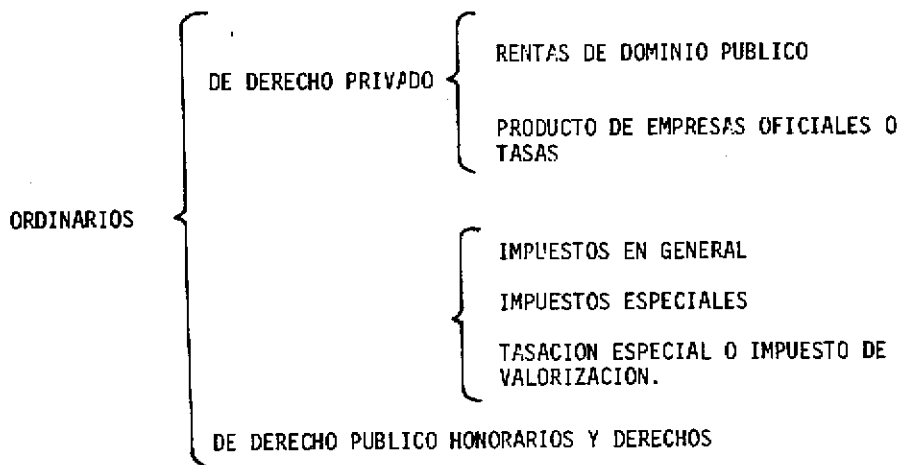 RENTAS DE DOMINIO PUBLICO
DE DERECHO PRIVADO
PRODUCTO DE EMPRESAS OFICIALES O
TASAS
ORDINARIOS
IMPUESTOS EN GENERAL
IMPUESTOS ESPECIALES
TASACION ESPECIAL O IMPUESTO DE
VALORIZACION.
DE DERECHO PUBLICO HONORARIOS Y DERECHOS